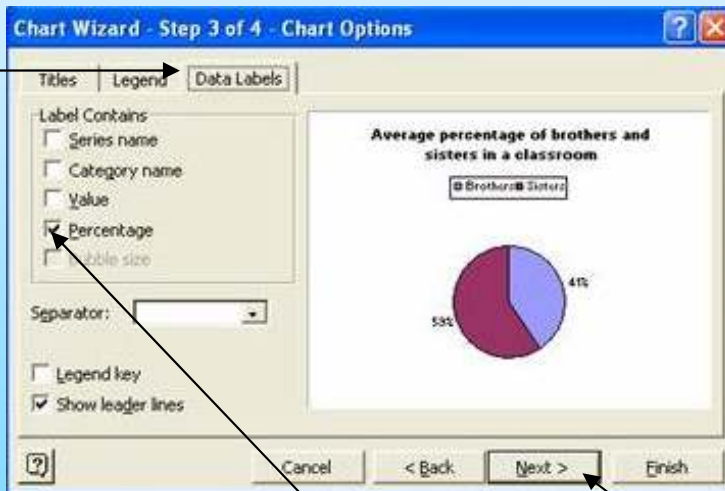 Chart Wizard - Step 3 of 4 - Chart Options
Titles
Legend
Data Labels
Label Contains
Series name
Category name
Value
Percentage
Bubble size
Separator:
Legend key
Show leader lines
Average percentage of brothers and
sisters in a classroom
Brothers Sisters
41%
59%
Cancel
< Back
Next >
Finish